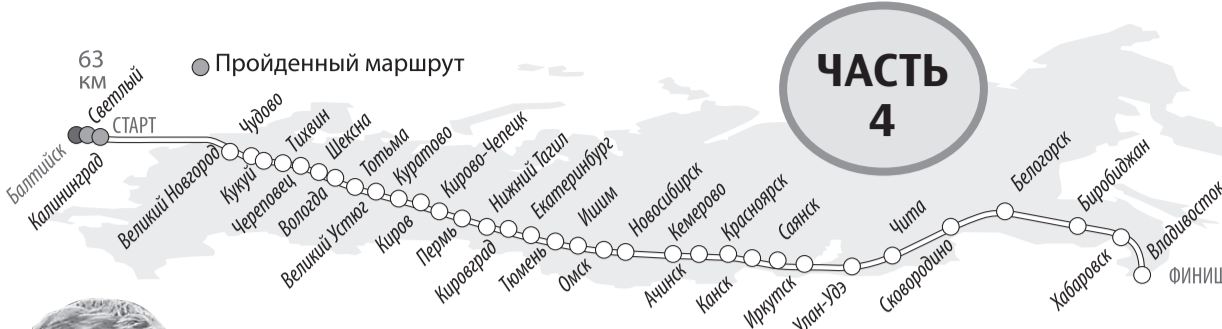 63
км
Пройденный маршрут
ЧАСТЬ
4
Балтийск
Светлый
Калининград
СТАРТ
Великий Новгород
Чудово
Кукуй
Тихвин
Череповец
Шексна
Вологда
Тотьма
Великий Устюг
Куратово
Киров
Кирово-Чепецк
Пермь
Нижний Тагил
Кировград
Екатеринбург
Тюмень
Ишим
Омск
Новосибирск
Ачинск
Кемерово
Канск
Красноярск
Иркутск
Саянск
Улан-Удэ
Чита
Сковородино
Белогорск
Хабаровск
Биробиджан
Владивосток
ФИНИШ